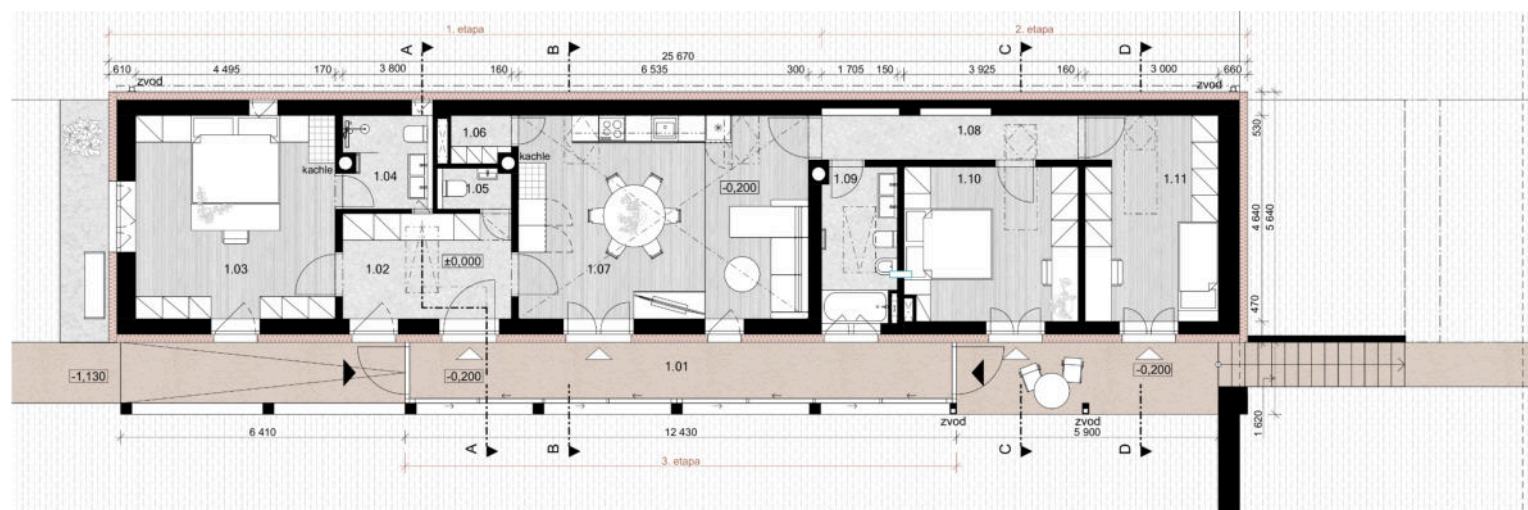 1. etapa
2. etapa
A
B
C
D
25 670
610
4 495
170
3 800
160
6 535
300
1 705
150
3 925
160
3 000
660
zvod
zvod
530
4 640
5 640
470
1 620
1.06
1.08
kachle
kachle
1.04
1.05
-0,200
1.09
1.10
1.11
1.03
1.02
±0,000
1.07
-1,130
-0,200
1.01
-0,200
zvod
zvod
6 410
12 430
5 900
A
B
C
D
3. etapa